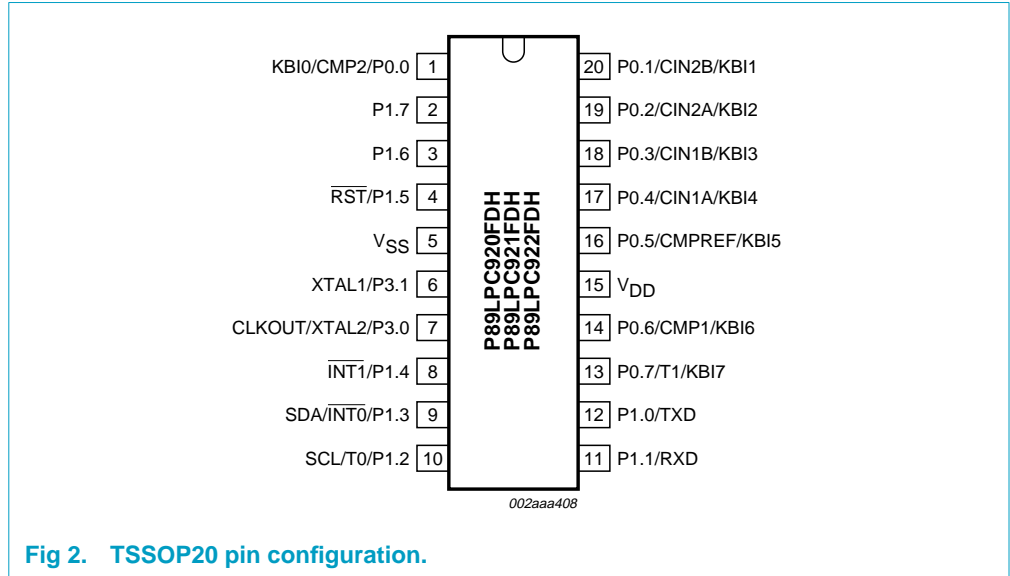 KBI0/CMP2/P0.0 1 20 P0.1/CIN2B/KBI1
P1.7 2 19 P0.2/CIN2A/KBI2
P1.6 3 18 P0.3/CIN1B/KBI3
R̅S̅T̅/P1.5 4 17 P0.4/CIN1A/KBI4
VSS 5 16 P0.5/CMPREF/KBI5
XTAL1/P3.1 6 15 VDD
CLKOUT/XTAL2/P3.0 7 14 P0.6/CMP1/KBI6
I̅N̅T̅1̅/P1.4 8 13 P0.7/T1/KBI7
SDA/I̅N̅T̅0̅/P1.3 9 12 P1.0/TXD
SCL/T0/P1.2 10 11 P1.1/RXD
P89LPC920FDH
P89LPC921FDH
P89LPC922FDH
002aaa408
Fig 2. TSSOP20 pin configuration.